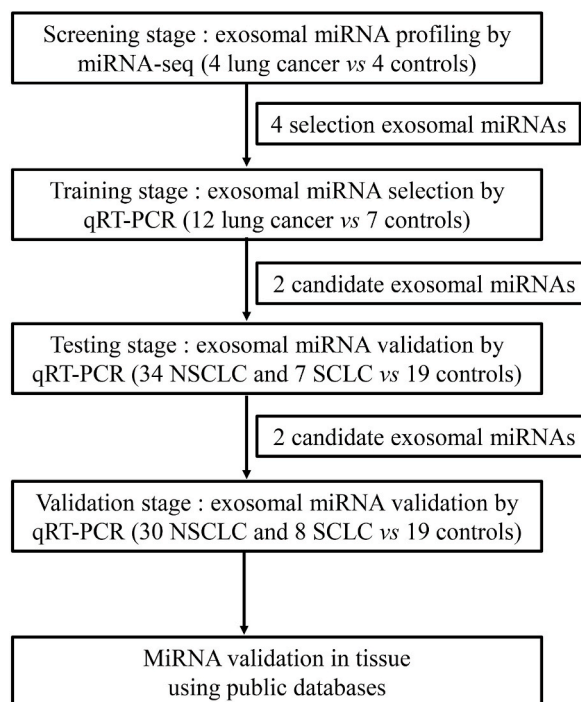 Screening stage : exosomal miRNA profiling by
miRNA-seq (4 lung cancer vs 4 controls)
4 selection exosomal miRNAs
Training stage : exosomal miRNA selection by
qRT-PCR (12 lung cancer vs 7 controls)
2 candidate exosomal miRNAs
Testing stage : exosomal miRNA validation by
qRT-PCR (34 NSCLC and 7 SCLC vs 19 controls)
2 candidate exosomal miRNAs
Validation stage : exosomal miRNA validation by
qRT-PCR (30 NSCLC and 8 SCLC vs 19 controls)
MiRNA validation in tissue
using public databases